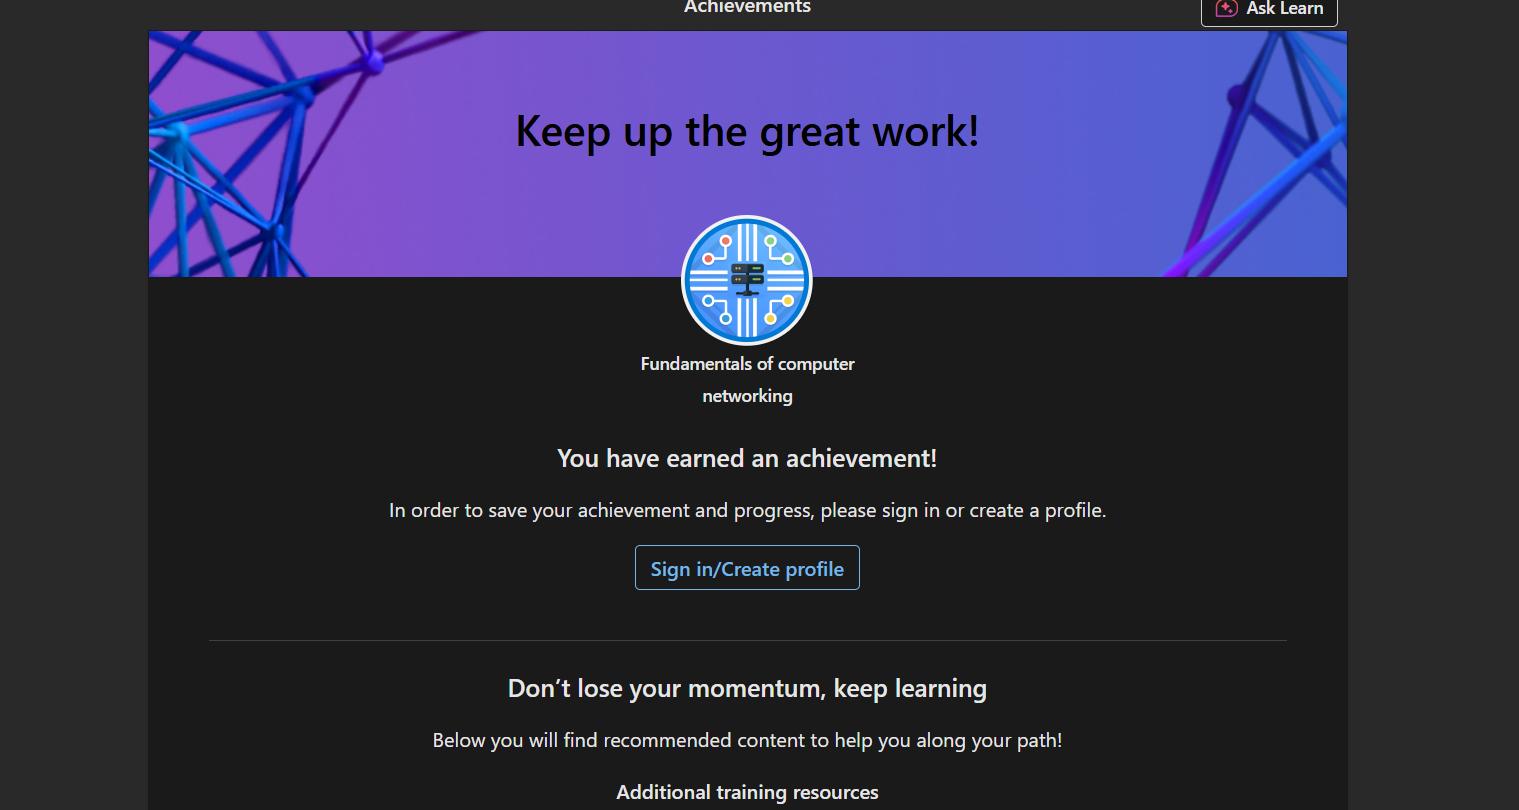 Achievements
Ask Learn
Keep up the great work!
Fundamentals of computer
networking
You have earned an achievement!
In order to save your achievement and progress, please sign in or create a profile.
Sign in/Create profile
Don’t lose your momentum, keep learning
Below you will find recommended content to help you along your path!
Additional training resources